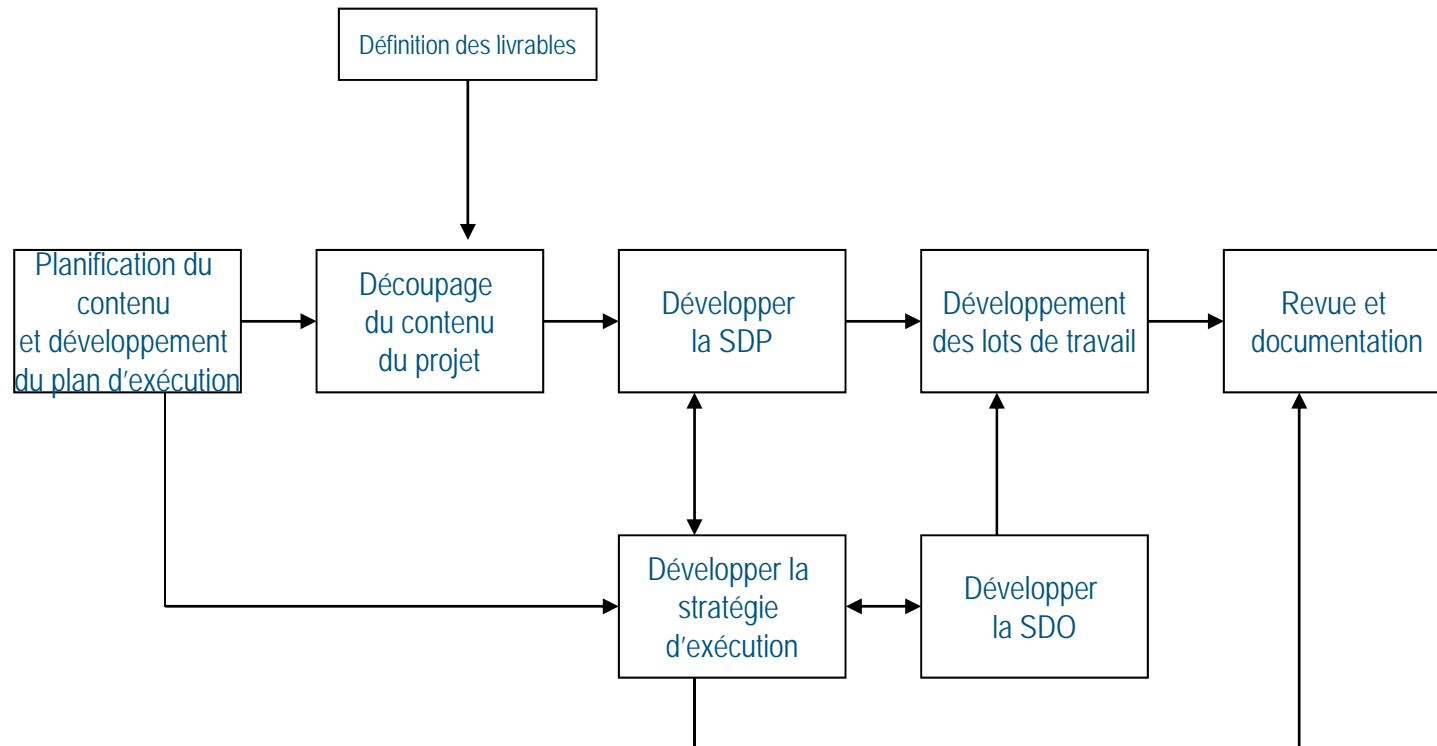 Définition des livrables
Planification du
contenu
et développement
du plan d'exécution
Découpage
du contenu
du projet
Développer
la SDP
Développement
des lots de travail
Revue et
documentation
Développer la
stratégie
d'exécution
Développer
la SDO